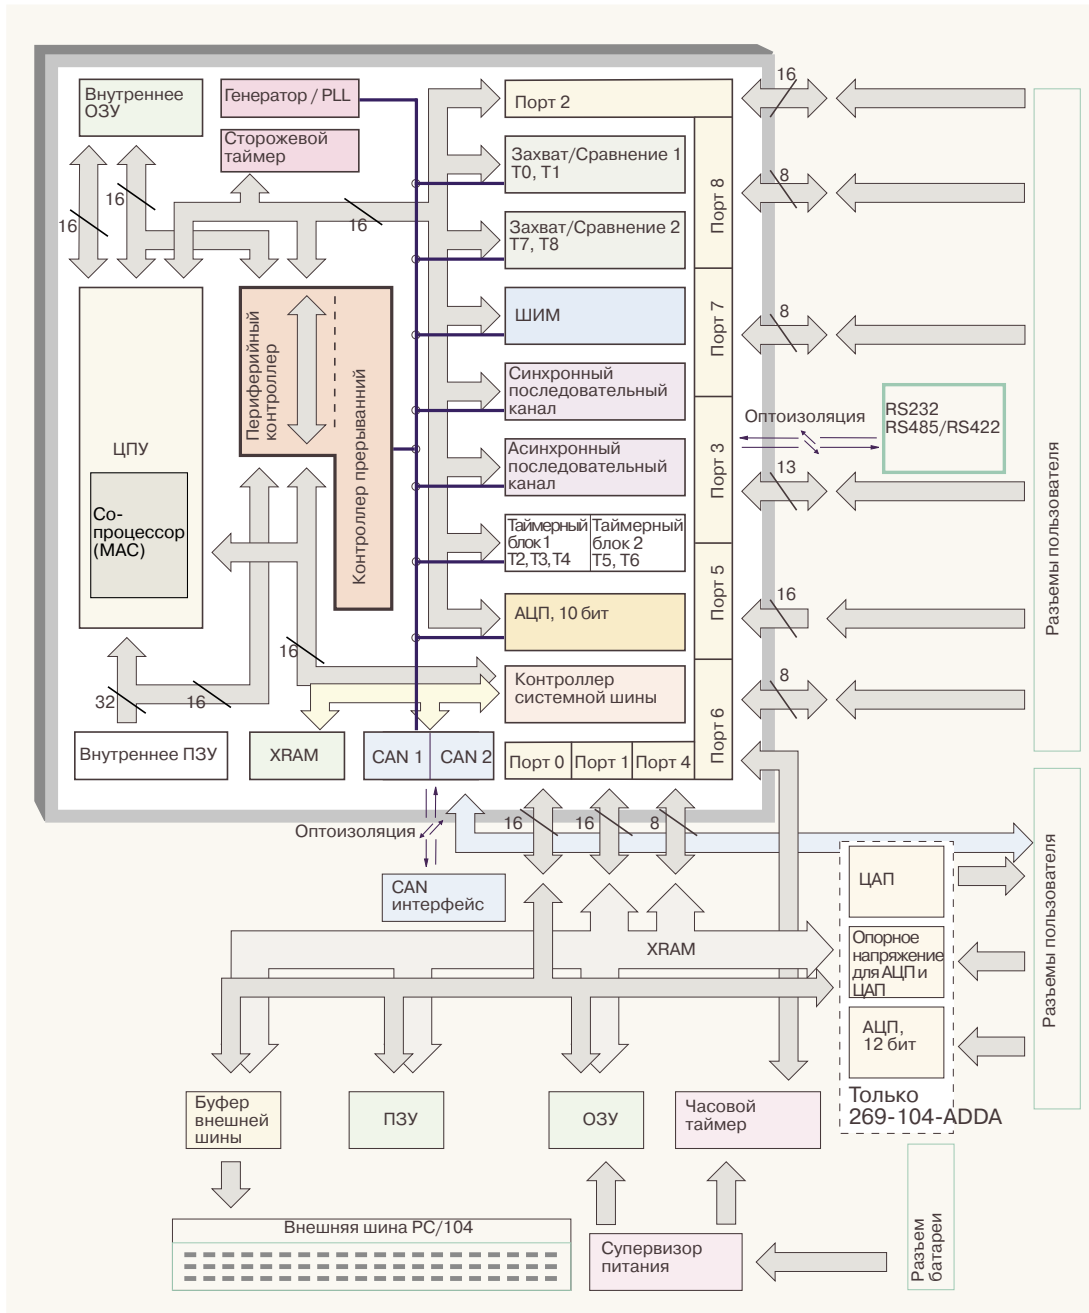 Внутреннее
ОЗУ
Генератор / PLL
Сторожевой
таймер
16
16
16
Порт 2
Захват/Сравнение 1
T0, T1
Захват/Сравнение 2
T7, T8
ШИМ
Синхронный
последовательный
канал
Асинхронный
последовательный
канал
Таймерный
блок 1
T2, T3, T4
Таймерный
блок 2
T5, T6
АЦП, 10 бит
Контроллер
системной шины
Порт 8
Порт 7
Порт 3
Порт 5
Порт 6
Порт 0
Порт 1
Порт 4
ЦПУ
Со-
процессор
(MAC)
Периферийный
контроллер
Контроллер прерыванний
16
32
16
Внутреннее ПЗУ
XRAM
CAN 1
CAN 2
16
8
8
Оптоизоляция
RS232
RS485/RS422
13
16
8
Разъемы пользователя
Оптоизоляция
16
16
8
CAN
интерфейс
XRAM
ЦАП
Опорное
напряжение
для АЦП и
ЦАП
АЦП,
12 бит
Только
269-104-ADDA
Разъемы пользователя
Буфер
внешней
шины
ПЗУ
ОЗУ
Часовой
таймер
Внешняя шина PC/104
Супервизор
питания
Разъем
батареи